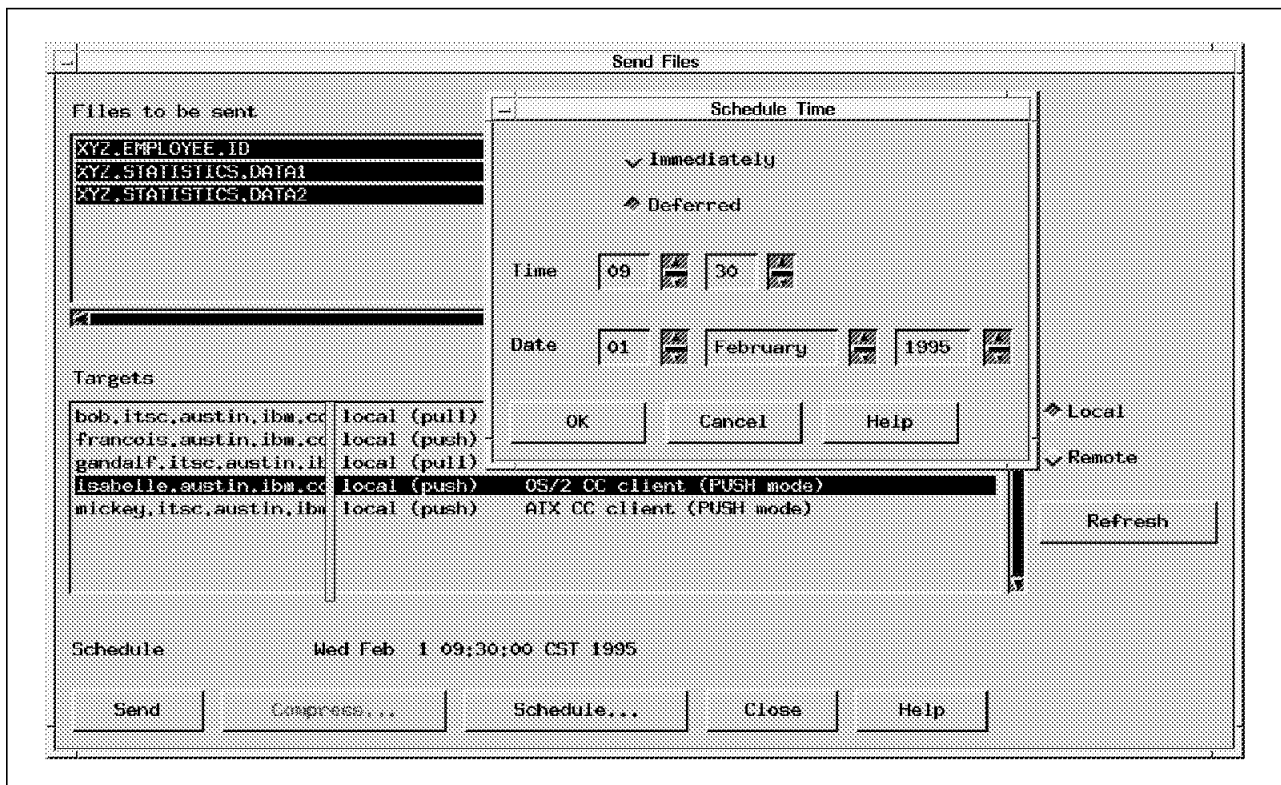 Send Files
Files to be sent
XYZ.EMPLOYEE.ID
XYZ.STATISTICS.DATA1
XYZ.STATISTICS.DATA2
Schedule Time
Immediately
Deferred
Time 09 30
Date 01 February 1995
OK Cancel Help
Targets
bob.itsc.austin.ibm.co local (pull)
francois.austin.ibm.co local (push)
gandalf.itsc.austin.ib local (pull)
isabelle.austin.ibm.co local (push) OS/2 CC client (PUSH mode)
mickey.itsc.austin.ibm local (push) AIX CC client (PUSH mode)
Local
Remote
Refresh
Schedule Wed Feb 1 09:30:00 CST 1995
Send Compress... Schedule... Close Help